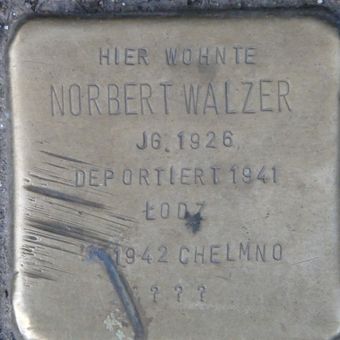 HIER WOHNTE
NORBERT WALZER
JG. 1926
DEPORTIERT 1941
ŁODZ
1942 CHELMNO
? ? ?